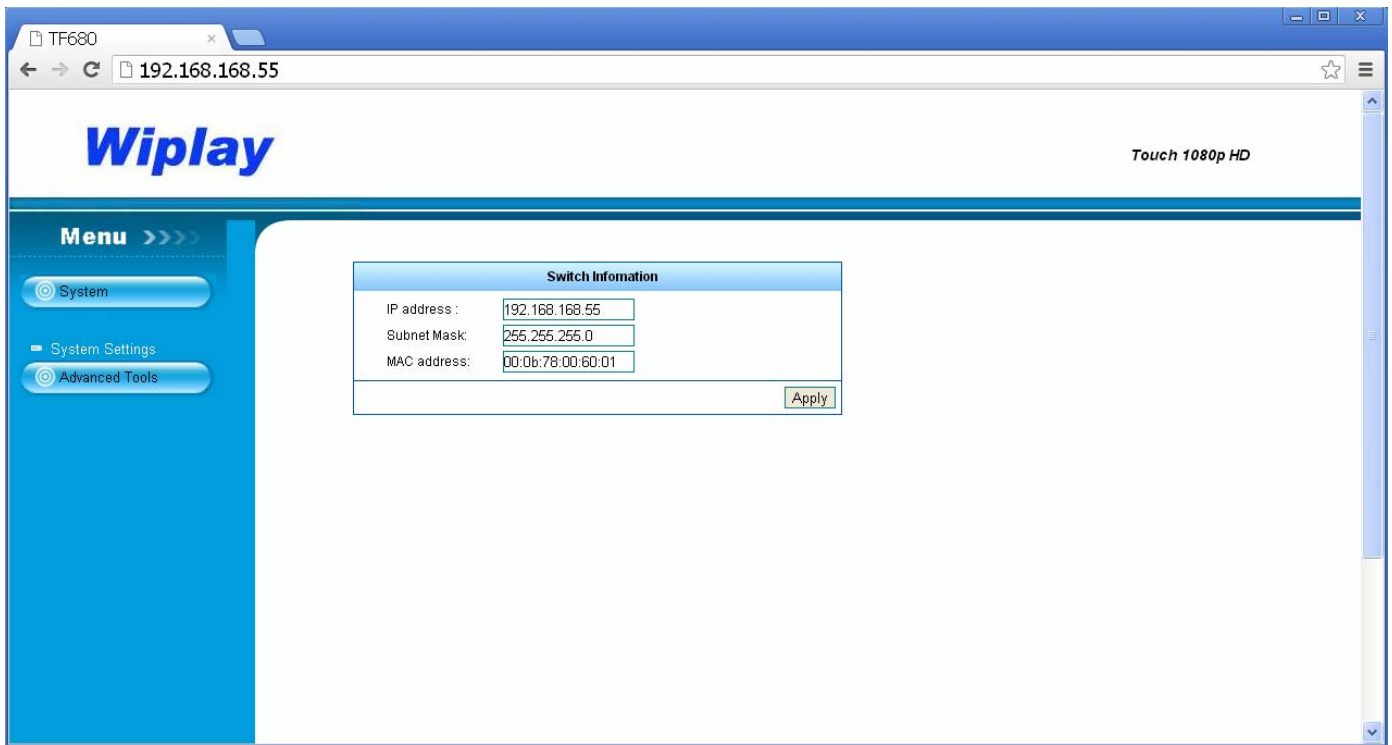 TF680
192.168.168.55
Wiplay
Touch 1080p HD
Menu
System
System Settings
Advanced Tools
Switch Infomation
IP address : 192.168.168.55
Subnet Mask: 255.255.255.0
MAC address: 00:0b:78:00:60:01
Apply